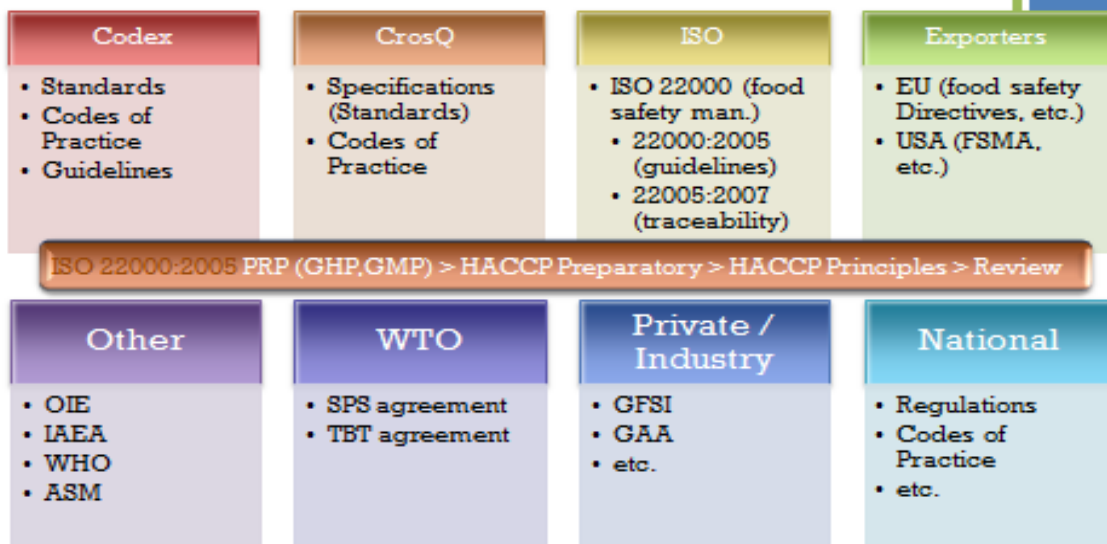 Codex
• Standards
• Codes of
Practice
• Guidelines
CrosQ
• Specifications
(Standards)
• Codes of
Practice
ISO
• ISO 22000 (food
safety man.)
• 22000:2005
(guidelines)
• 22005:2007
(traceability)
Exporters
• EU (food safety
Directives, etc.)
• USA (FSMA,
etc.)
ISO 22000:2005 PRP (GHP,GMP) > HACCP Preparatory > HACCP Principles > Review
Other
• OIE
• IAEA
• WHO
• ASM
WTO
• SPS agreement
• TBT agreement
Private /
Industry
• GFSI
• GAA
• etc.
National
• Regulations
• Codes of
Practice
• etc.